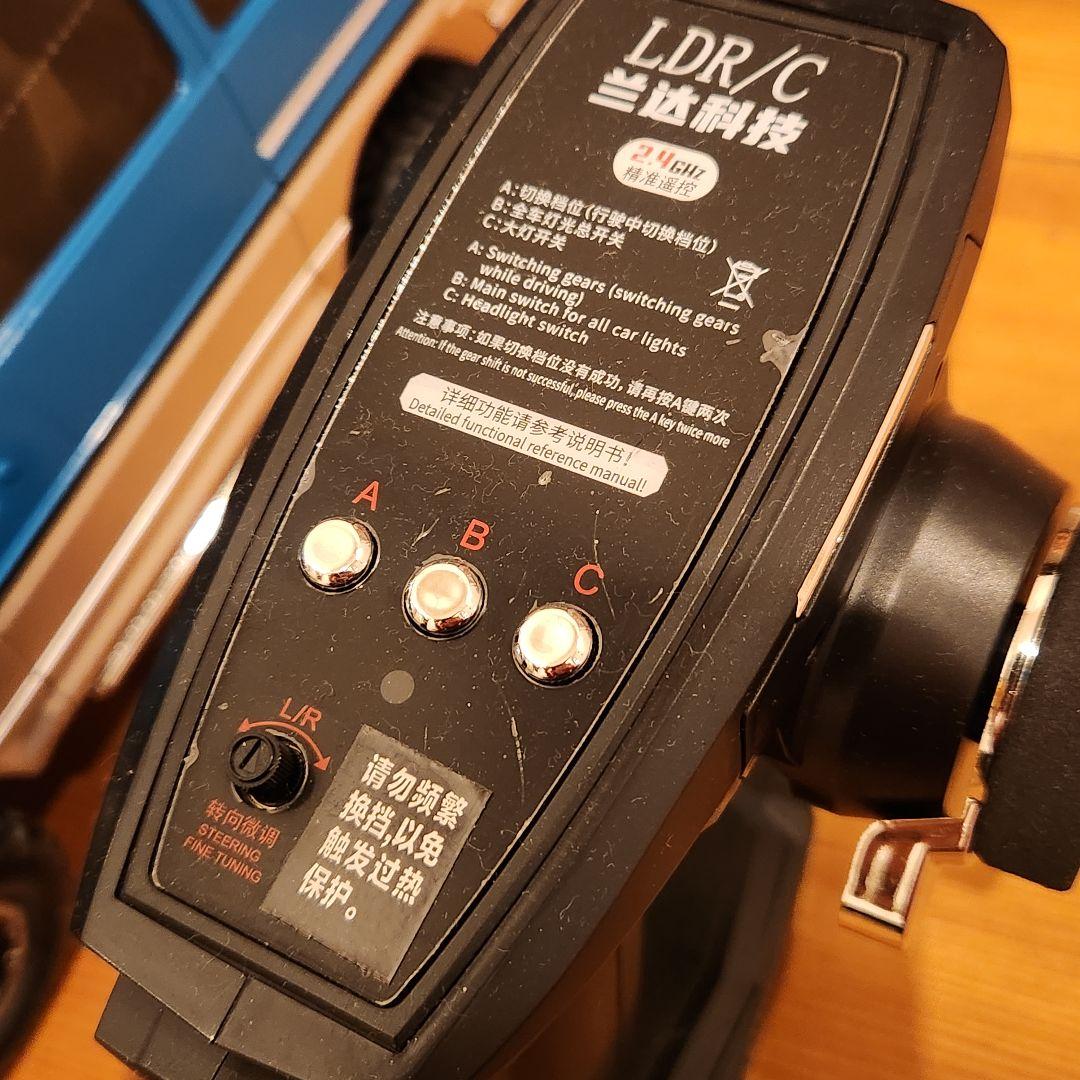 LDR/C
兰达科技
2.4GHz
精准遥控
A:切换档位(行驶中切换档位)
B:全车灯光总开关
C:大灯开关
A: Switching gears (switching gears
while driving)
B: Main switch for all car lights
C: Headlight switch
注意事项:如果切换档位没有成功,请再按A键两次
Attention: If the gear shift is not successful, please press the A key twice more
详细功能请参考说明书!
Detailed functional reference manual!
A
B
C
L/R
转向微调
STEERING
FINE TUNING
请勿频繁
换挡,以免
触发过热
保护。